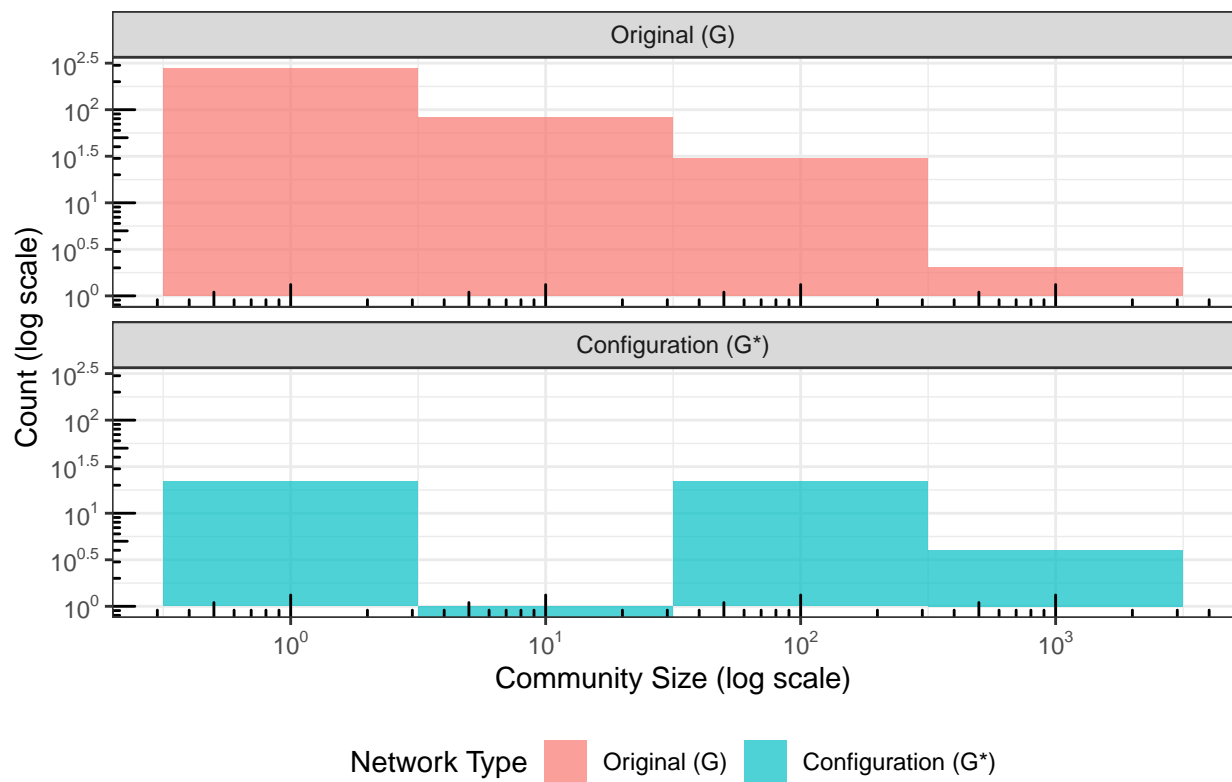 Original (G)
10^2.5
10^2
10^1.5
10^1
10^0.5
10^0
Configuration (G*)
10^2.5
10^2
10^1.5
10^1
10^0.5
10^0
Count (log scale)
10^0 10^1 10^2 10^3
Community Size (log scale)
Network Type Original (G) Configuration (G*)